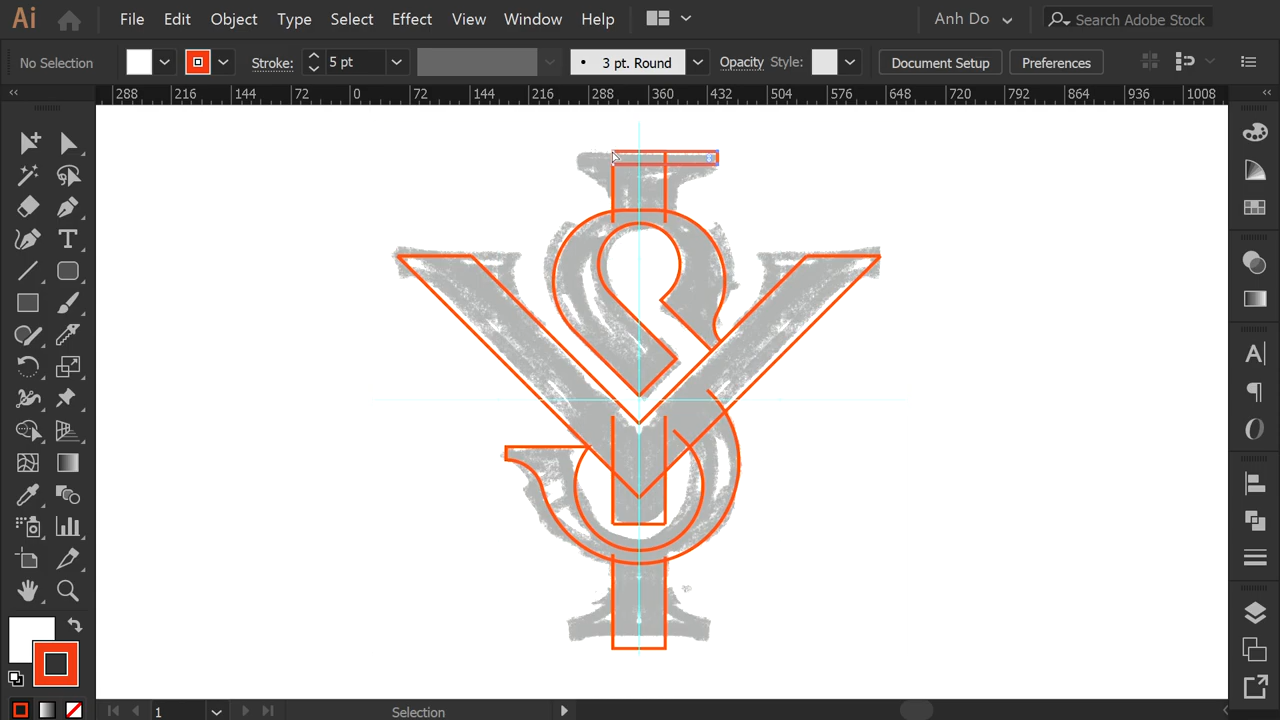 Ai File Edit Object Type Select Effect View Window Help Anh Do Search Adobe Stock
No Selection Stroke: 5 pt 3 pt. Round Opacity Style: Document Setup Preferences
288 216 144 72 0 72 144 216 288 360 432 504 576 648 720 792 864 936 1008
1 Selection